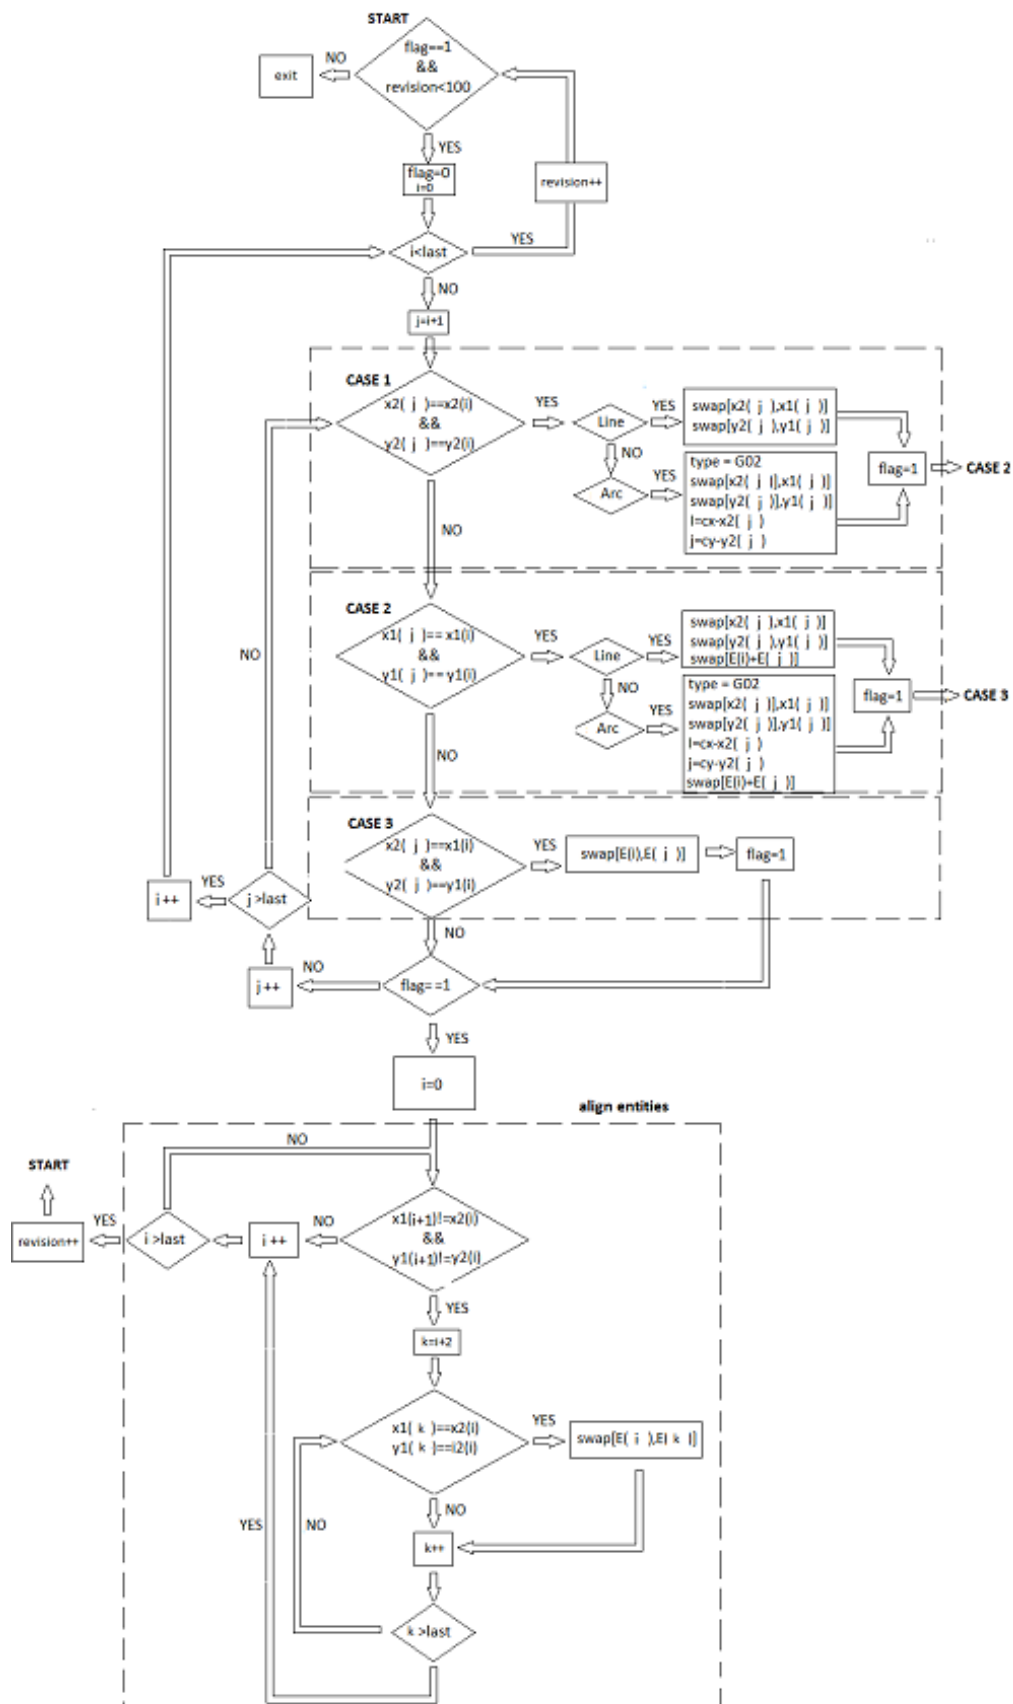 START
flag==1
&&
revision<100
NO
exit
YES
flag=0
i=0
revision++
i<last
YES
NO
j=i+1
CASE 1
x2( j )==x2(i)
&&
y2( j )==y2(i)
YES
Line
YES
swap[x2( j ),x1( j )]
swap[y2( j ),y1( j )]
NO
Arc
YES
type = G02
swap[x2( j )],x1( j )]
swap[y2( j )],y1( j )]
I=cx-x2( j )
j=cy-y2( j )
flag=1
CASE 2
NO
CASE 2
x1( j )==x1(i)
&&
y1( j )==y1(i)
YES
Line
YES
swap[x2( j ),x1( j )]
swap[y2( j ),y1( j )]
swap[E(i)+E( j )]
NO
Arc
YES
type = G02
swap[x2( j )],x1( j )]
swap[y2( j )],y1( j )]
I=cx-x2( j )
j=cy-y2( j )
swap[E(i)+E( j )]
flag=1
CASE 3
NO
NO
CASE 3
x2( j )==x1(i)
&&
y2( j )==y1(i)
YES
swap[E(i),E( j )]
flag=1
i++
YES
j >last
NO
j ++
NO
flag==1
YES
i=0
align entities
NO
START
revision++
YES
i >last
i ++
NO
x1(i+1)!=x2(i)
&&
y1(i+1)!=y2(i)
YES
k=i+2
x1( k )==x2(i)
y1( k )==i2(i)
YES
swap[E( i ),E( k )]
NO
YES
NO
k++
k >last